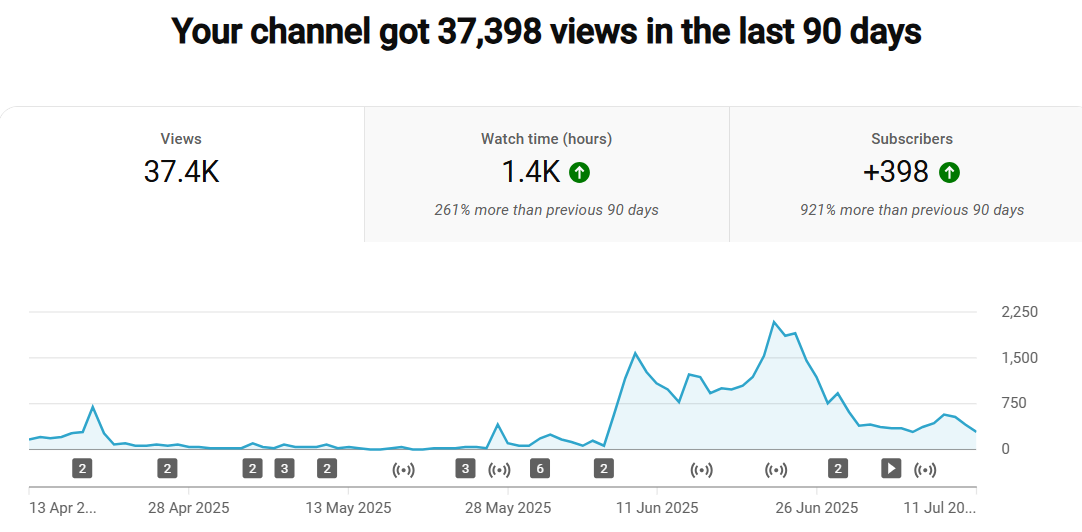 Your channel got 37,398 views in the last 90 days
Views
37.4K
Watch time (hours)
1.4K
261% more than previous 90 days
Subscribers
+398
921% more than previous 90 days
2,250
1,500
750
0
2 2 2 3 2 3 6 2 2
13 Apr 2... 28 Apr 2025 13 May 2025 28 May 2025 11 Jun 2025 26 Jun 2025 11 Jul 20...